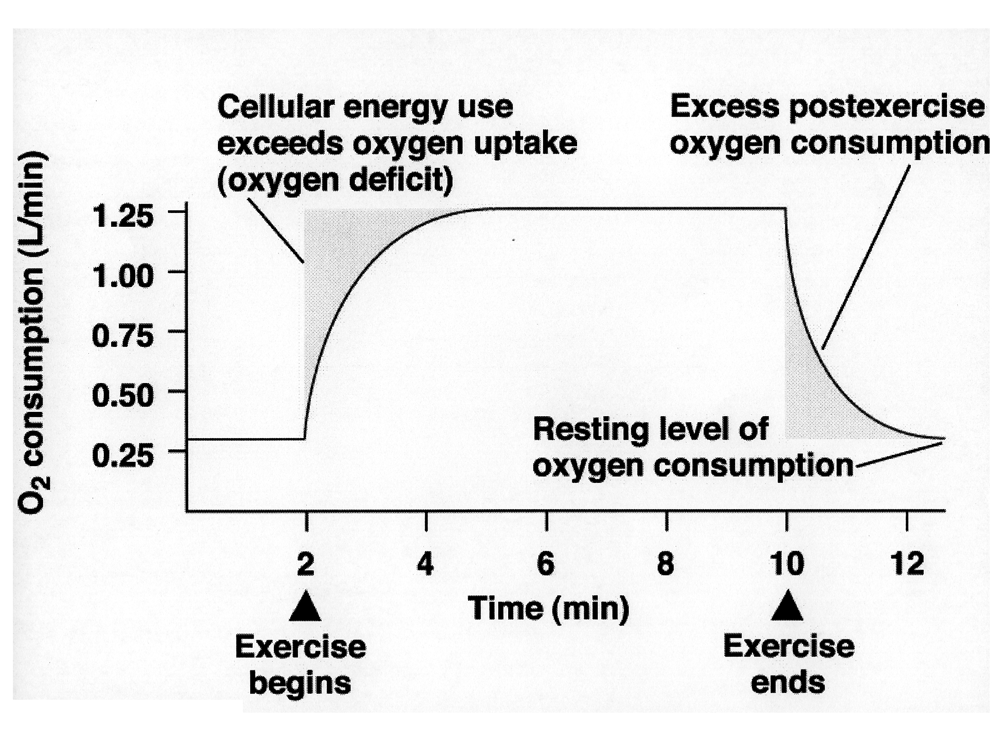 Cellular energy use
exceeds oxygen uptake
(oxygen deficit)
Excess postexercise
oxygen consumption
O₂ consumption (L/min)
1.25
1.00
0.75
0.50
0.25
Resting level of
oxygen consumption
2 4 6 8 10 12
Time (min)
Exercise
begins
Exercise
ends